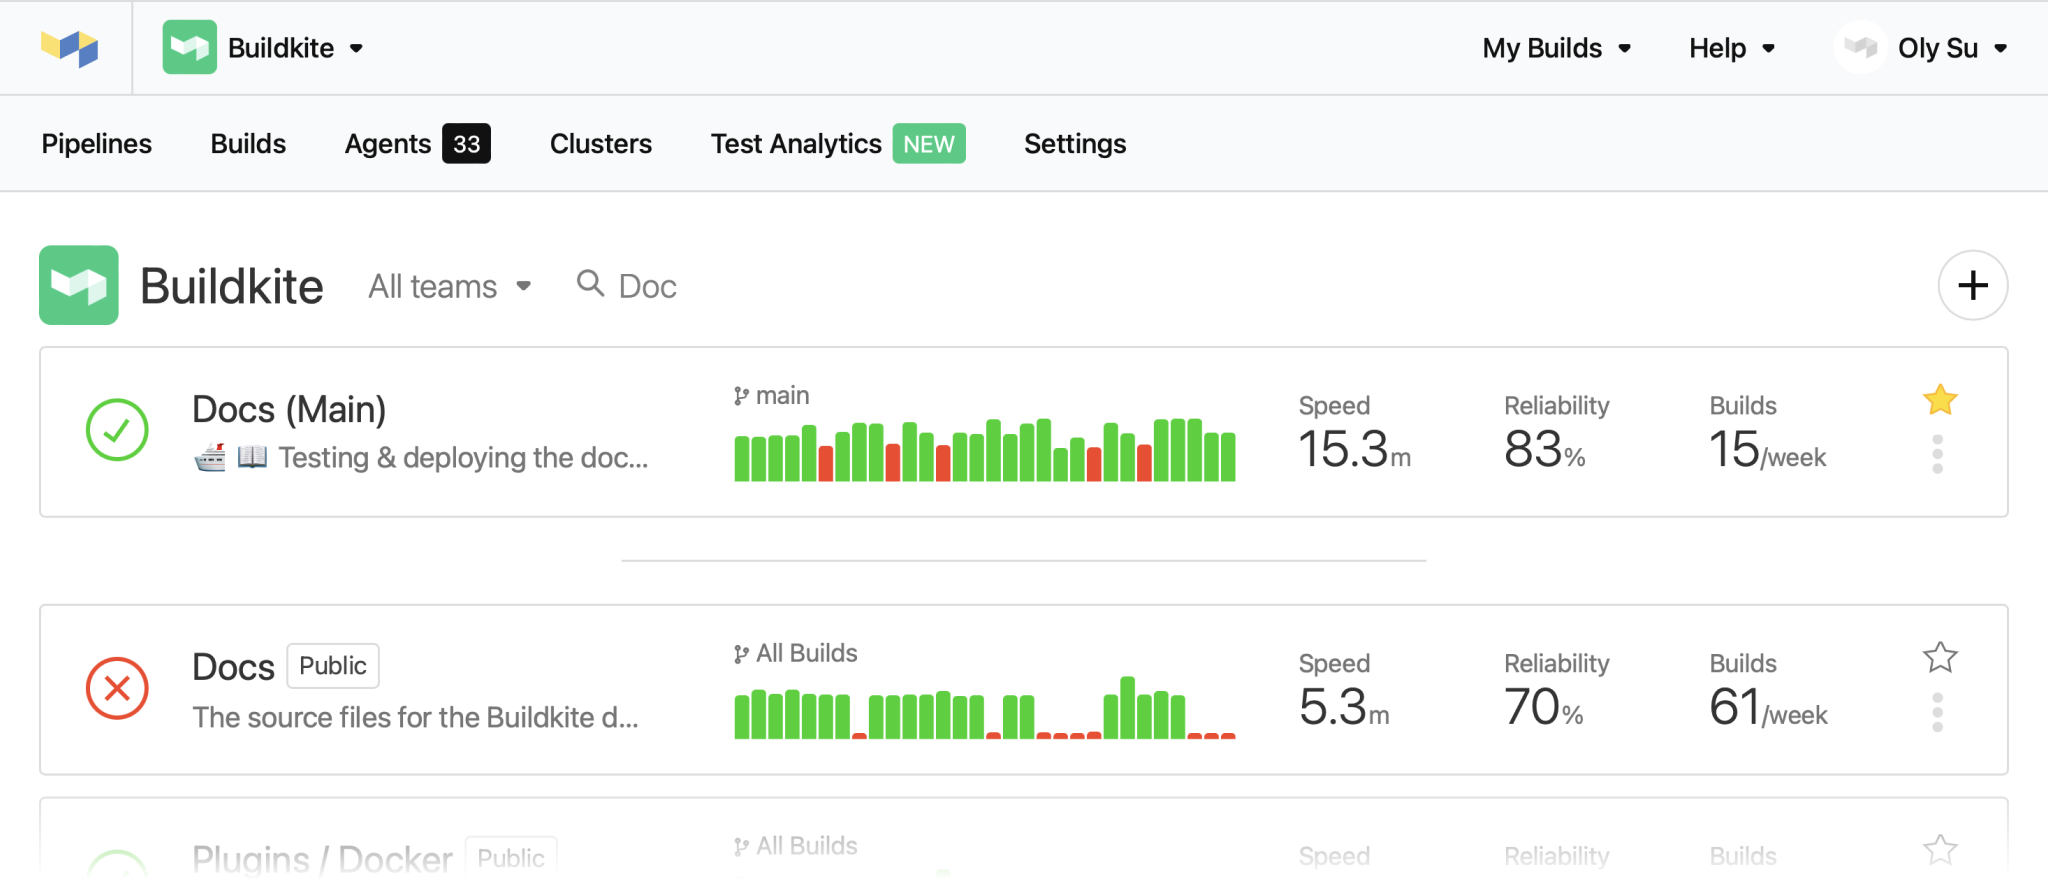 Buildkite My Builds Help Oly Su
Pipelines Builds Agents 33 Clusters Test Analytics NEW Settings
Buildkite All teams Doc
Docs (Main)
Testing & deploying the doc...
main
Speed
15.3m
Reliability
83%
Builds
15/week
Docs Public
The source files for the Buildkite d...
All Builds
Speed
5.3m
Reliability
70%
Builds
61/week
Plugins / Docker Public
All Builds
Speed
Reliability
Builds